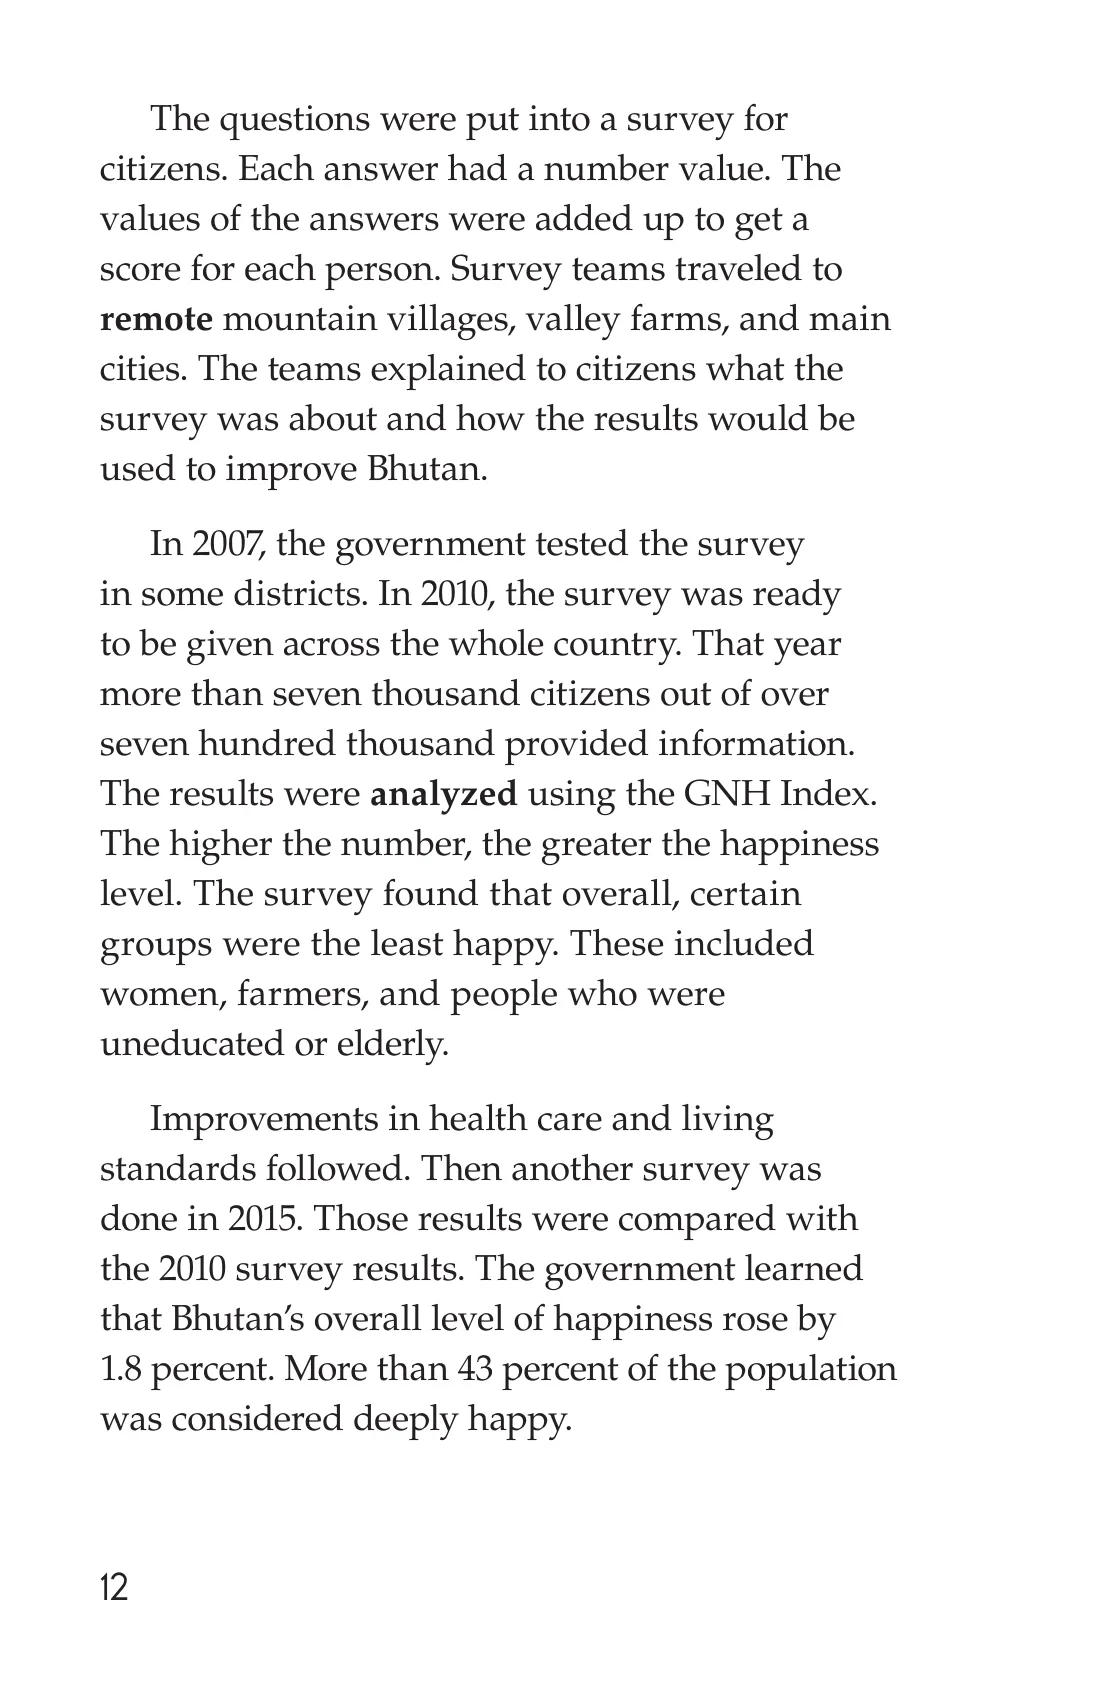 The questions were put into a survey for
citizens. Each answer had a number value. The
values of the answers were added up to get a
score for each person. Survey teams traveled to
remote mountain villages, valley farms, and main
cities. The teams explained to citizens what the
survey was about and how the results would be
used to improve Bhutan.
In 2007, the government tested the survey
in some districts. In 2010, the survey was ready
to be given across the whole country. That year
more than seven thousand citizens out of over
seven hundred thousand provided information.
The results were analyzed using the GNH Index.
The higher the number, the greater the happiness
level. The survey found that overall, certain
groups were the least happy. These included
women, farmers, and people who were
uneducated or elderly.
Improvements in health care and living
standards followed. Then another survey was
done in 2015. Those results were compared with
the 2010 survey results. The government learned
that Bhutan’s overall level of happiness rose by
1.8 percent. More than 43 percent of the population
was considered deeply happy.
12